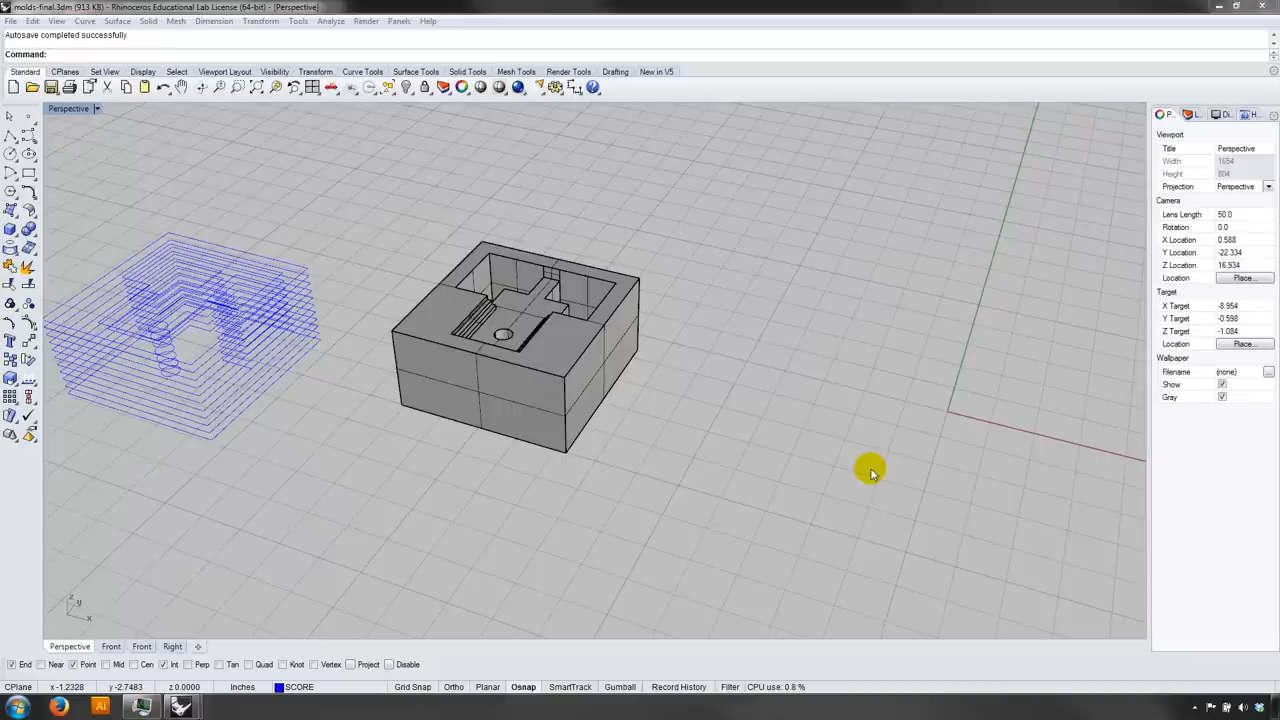 molds-final.3dm (913 KB) - Rhinoceros Educational Lab License (64-bit) - [Perspective]
File Edit View Curve Surface Solid Mesh Dimension Transform Tools Analyze Render Panels Help
Autosave completed successfully
Command:
Standard CPlanes Set View Display Select Viewport Layout Visibility Transform Curve Tools Surface Tools Solid Tools Mesh Tools Render Tools Drafting New in V5
Perspective
P... L... Di... H...
Viewport
Title Perspective
Width 1654
Height 804
Projection Perspective
Camera
Lens Length 50.0
Rotation 0.0
X Location 0.588
Y Location -22.334
Z Location 16.934
Location Place...
Target
X Target -8.954
Y Target -0.598
Z Target -1.084
Location Place...
Wallpaper
Filename (none) ...
Show
Gray
z
y
x
Perspective Front Front Right
End Near Point Mid Cen Int Perp Tan Quad Knot Vertex Project Disable
CPlane x -1.2328 y -2.7483 z 0.0000 Inches SCORE Grid Snap Ortho Planar Osnap SmartTrack Gumball Record History Filter CPU use: 0.8 %
Ai